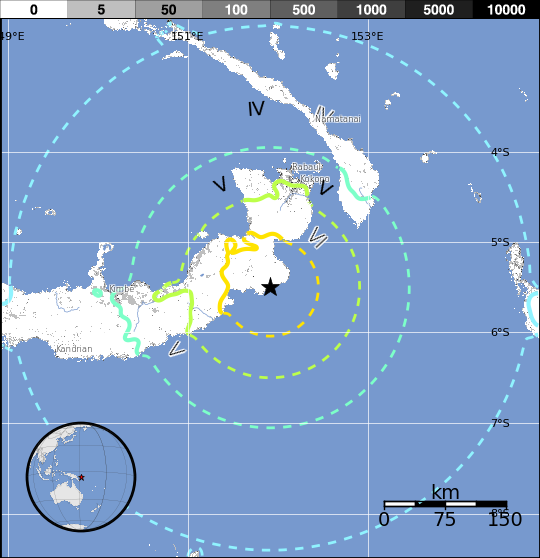 0 5 50 100 500 1000 5000 10000
49°E 151°E 153°E
IV
IV
Namatanai
4°S
Rabaul
Kokopo
V
V
VI
5°S
Kimbe
6°S
V
Kandrian
7°S
km
8°S
0 75 150